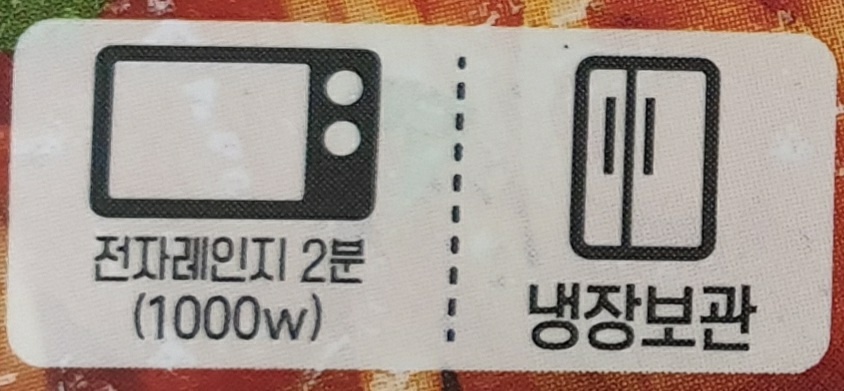 전자레인지 2분
(1000w)
냉장보관